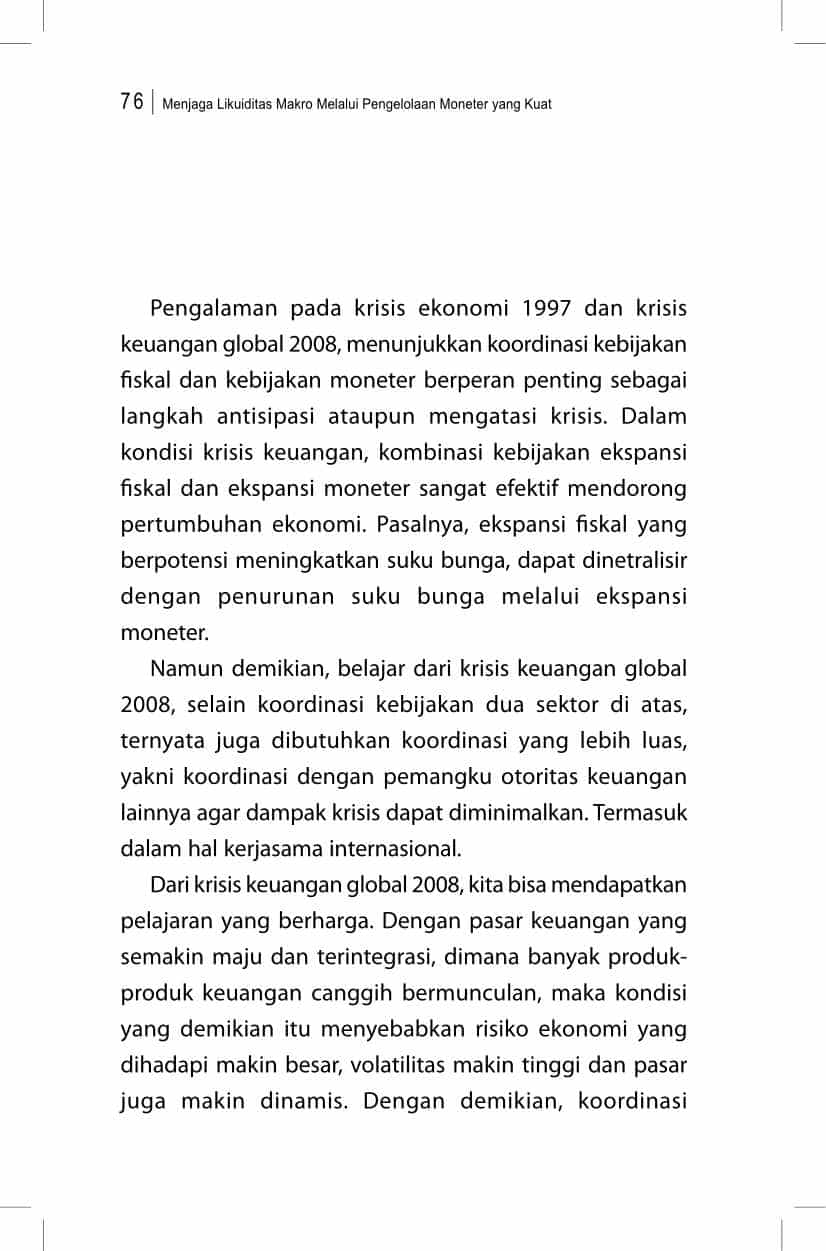 76 Menjaga Likuiditas Makro Melalui Pengelolaan Moneter yang Kuat
Pengalaman pada krisis ekonomi 1997 dan krisis
keuangan global 2008, menunjukkan koordinasi kebijakan
fiskal dan kebijakan moneter berperan penting sebagai
langkah antisipasi ataupun mengatasi krisis. Dalam
kondisi krisis keuangan, kombinasi kebijakan ekspansi
fiskal dan ekspansi moneter sangat efektif mendorong
pertumbuhan ekonomi. Pasalnya, ekspansi fiskal yang
berpotensi meningkatkan suku bunga, dapat dinetralisir
dengan penurunan suku bunga melalui ekspansi
moneter.
Namun demikian, belajar dari krisis keuangan global
2008, selain koordinasi kebijakan dua sektor di atas,
ternyata juga dibutuhkan koordinasi yang lebih luas,
yakni koordinasi dengan pemangku otoritas keuangan
lainnya agar dampak krisis dapat diminimalkan. Termasuk
dalam hal kerjasama internasional.
Dari krisis keuangan global 2008, kita bisa mendapatkan
pelajaran yang berharga. Dengan pasar keuangan yang
semakin maju dan terintegrasi, dimana banyak produk-
produk keuangan canggih bermunculan, maka kondisi
yang demikian itu menyebabkan risiko ekonomi yang
dihadapi makin besar, volatilitas makin tinggi dan pasar
juga makin dinamis. Dengan demikian, koordinasi